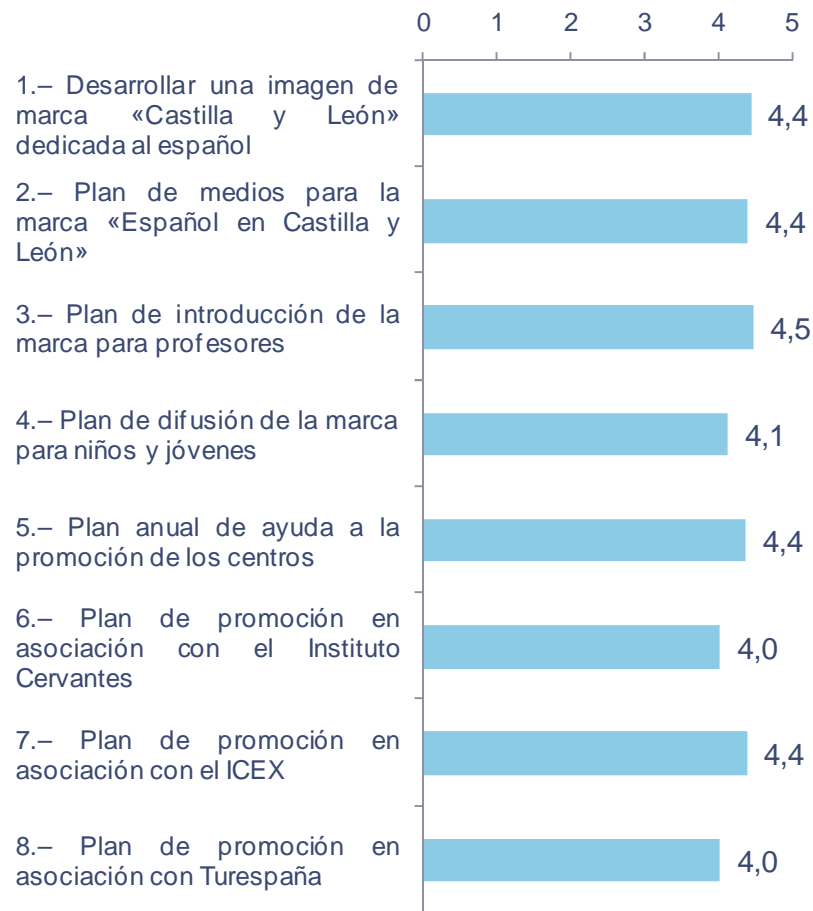 0 1 2 3 4 5
1.– Desarrollar una imagen de
marca «Castilla y León»
dedicada al español
4,4
2.– Plan de medios para la
marca «Español en Castilla y
León»
4,4
3.– Plan de introducción de la
marca para profesores
4,5
4.– Plan de difusión de la marca
para niños y jóvenes
4,1
5.– Plan anual de ayuda a la
promoción de los centros
4,4
6.– Plan de promoción en
asociación con el Instituto
Cervantes
4,0
7.– Plan de promoción en
asociación con el ICEX
4,4
8.– Plan de promoción en
asociación con Turespaña
4,0